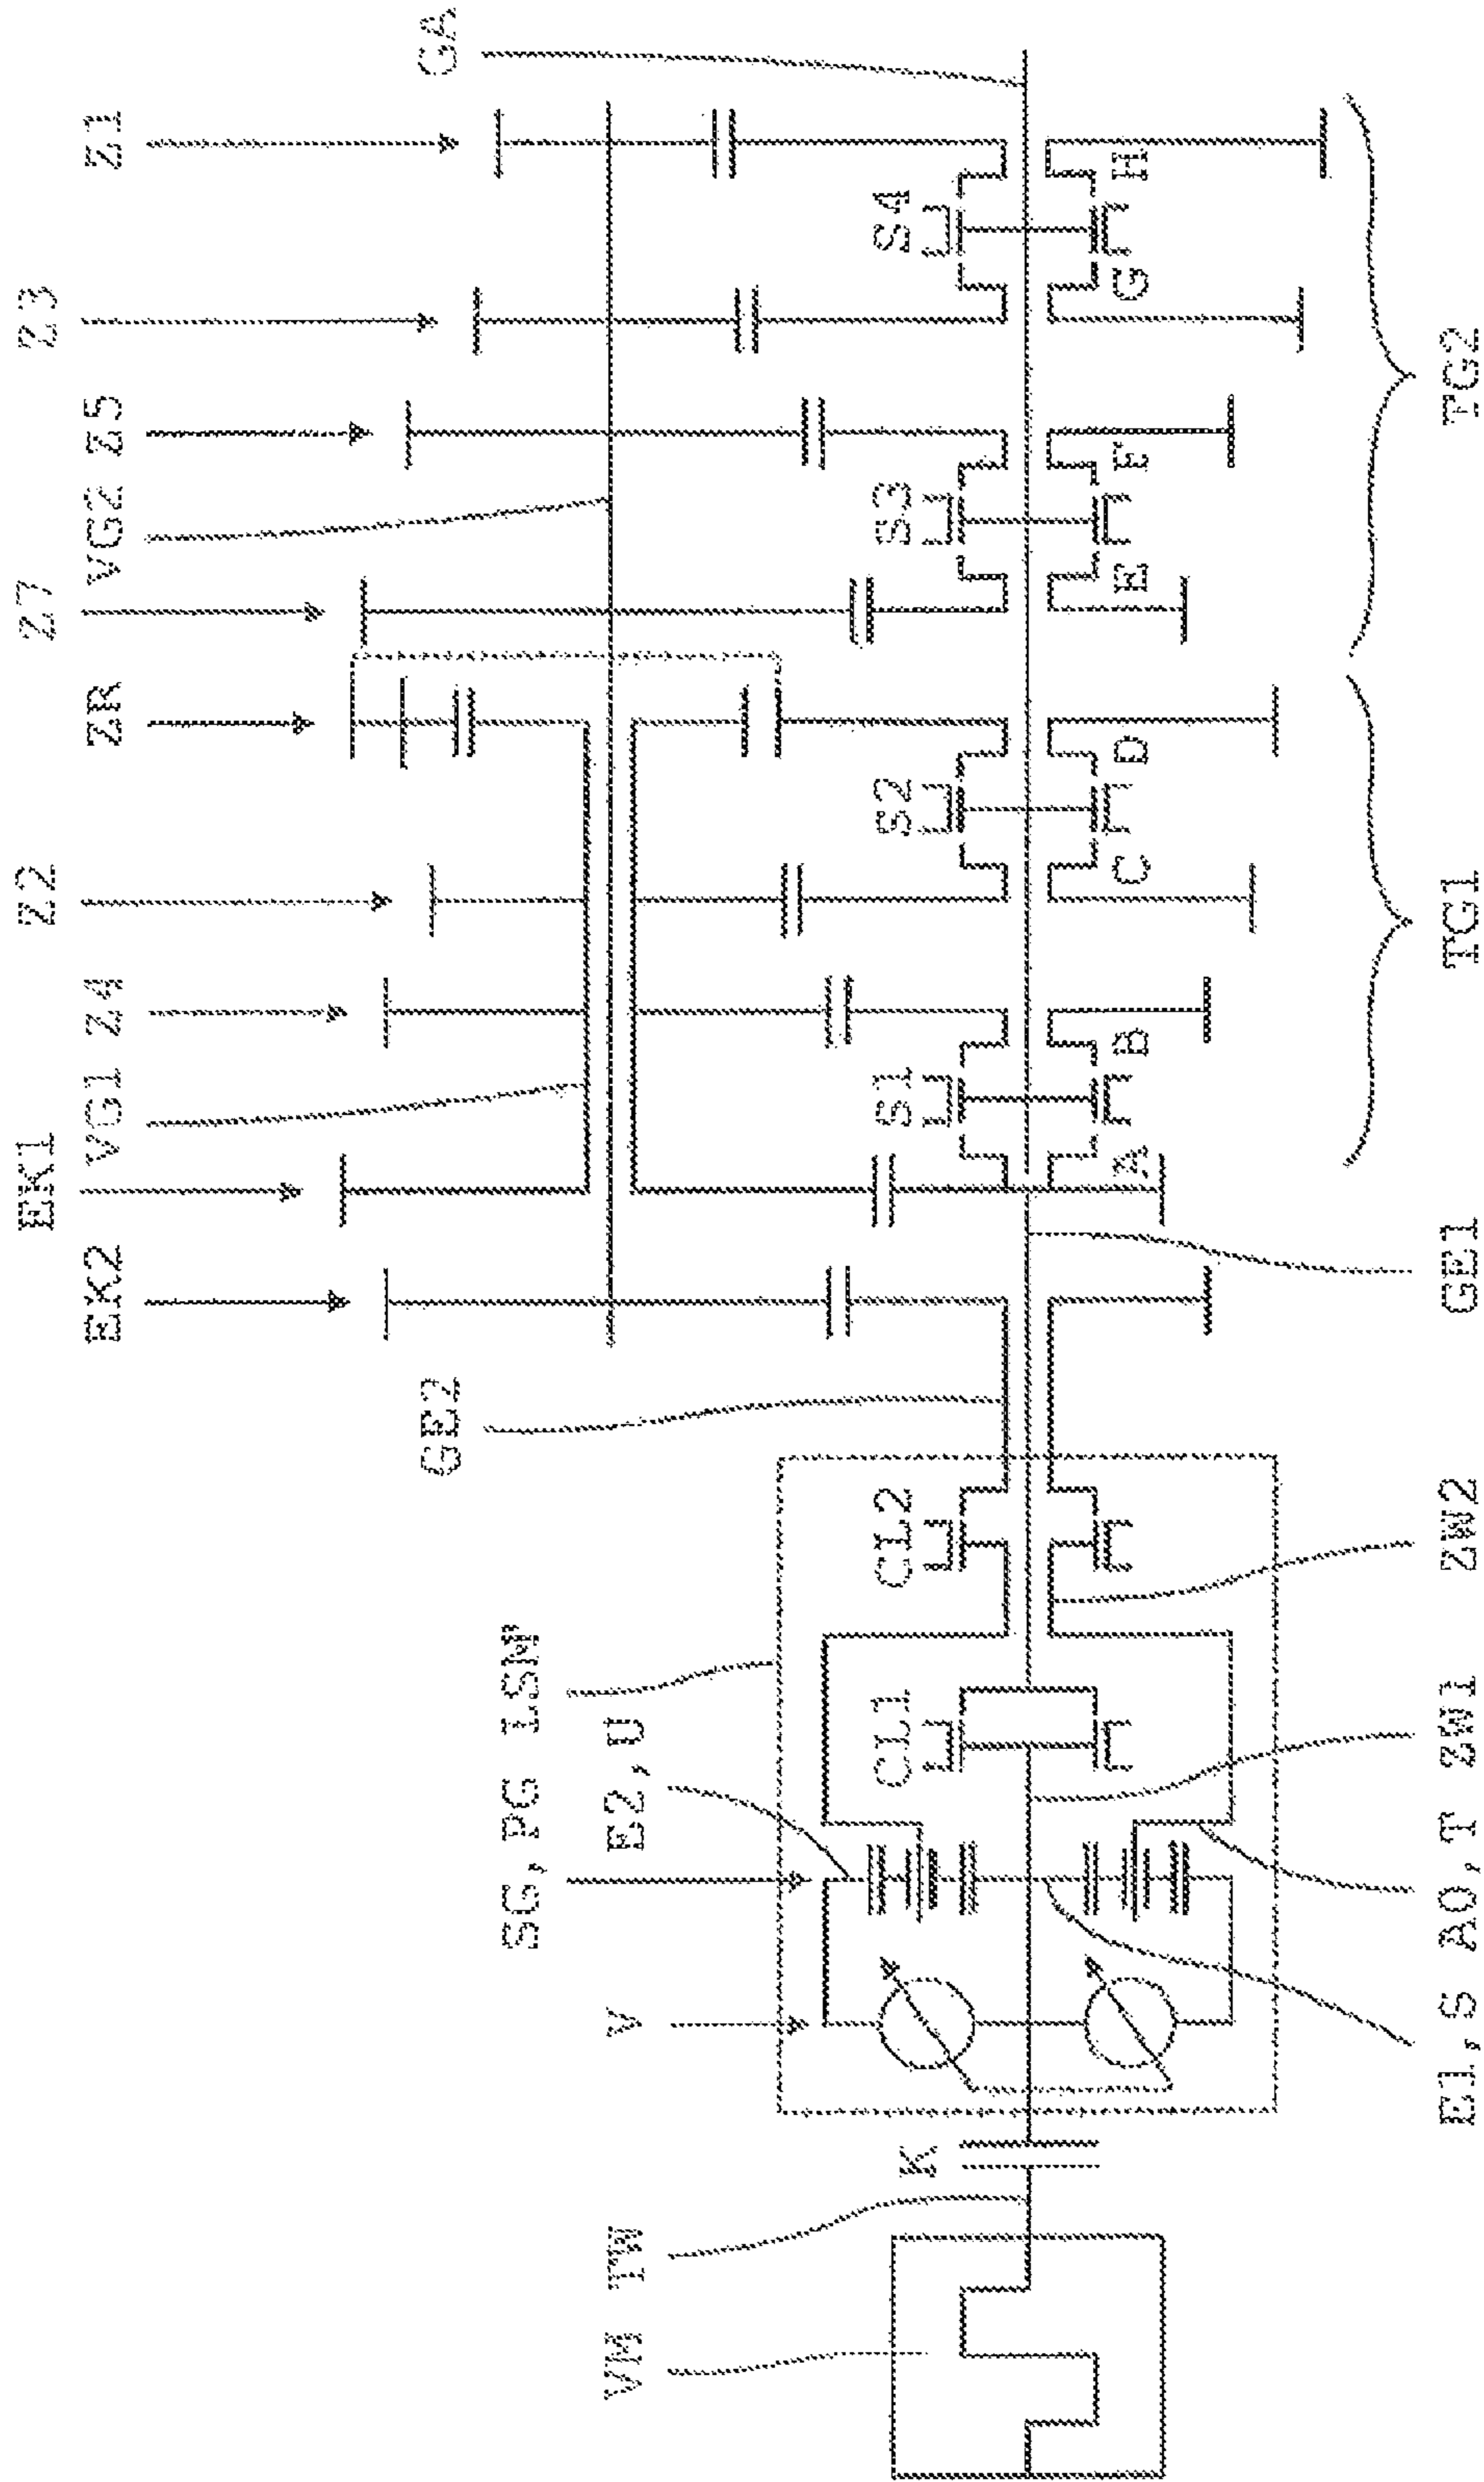 VM TW
K
V
SG, PG LSM
E2, U
CL1
CL2
GE2
EK2
EK1
VG1 Z4
Z2
ZR
Z7
VG2 Z5
Z3
Z1
GA
S1
S2
S3
S4
A
B
C
D
E
F
G
H
E1, S AO, T ZW1
ZW2
GE1
TG1
TG2